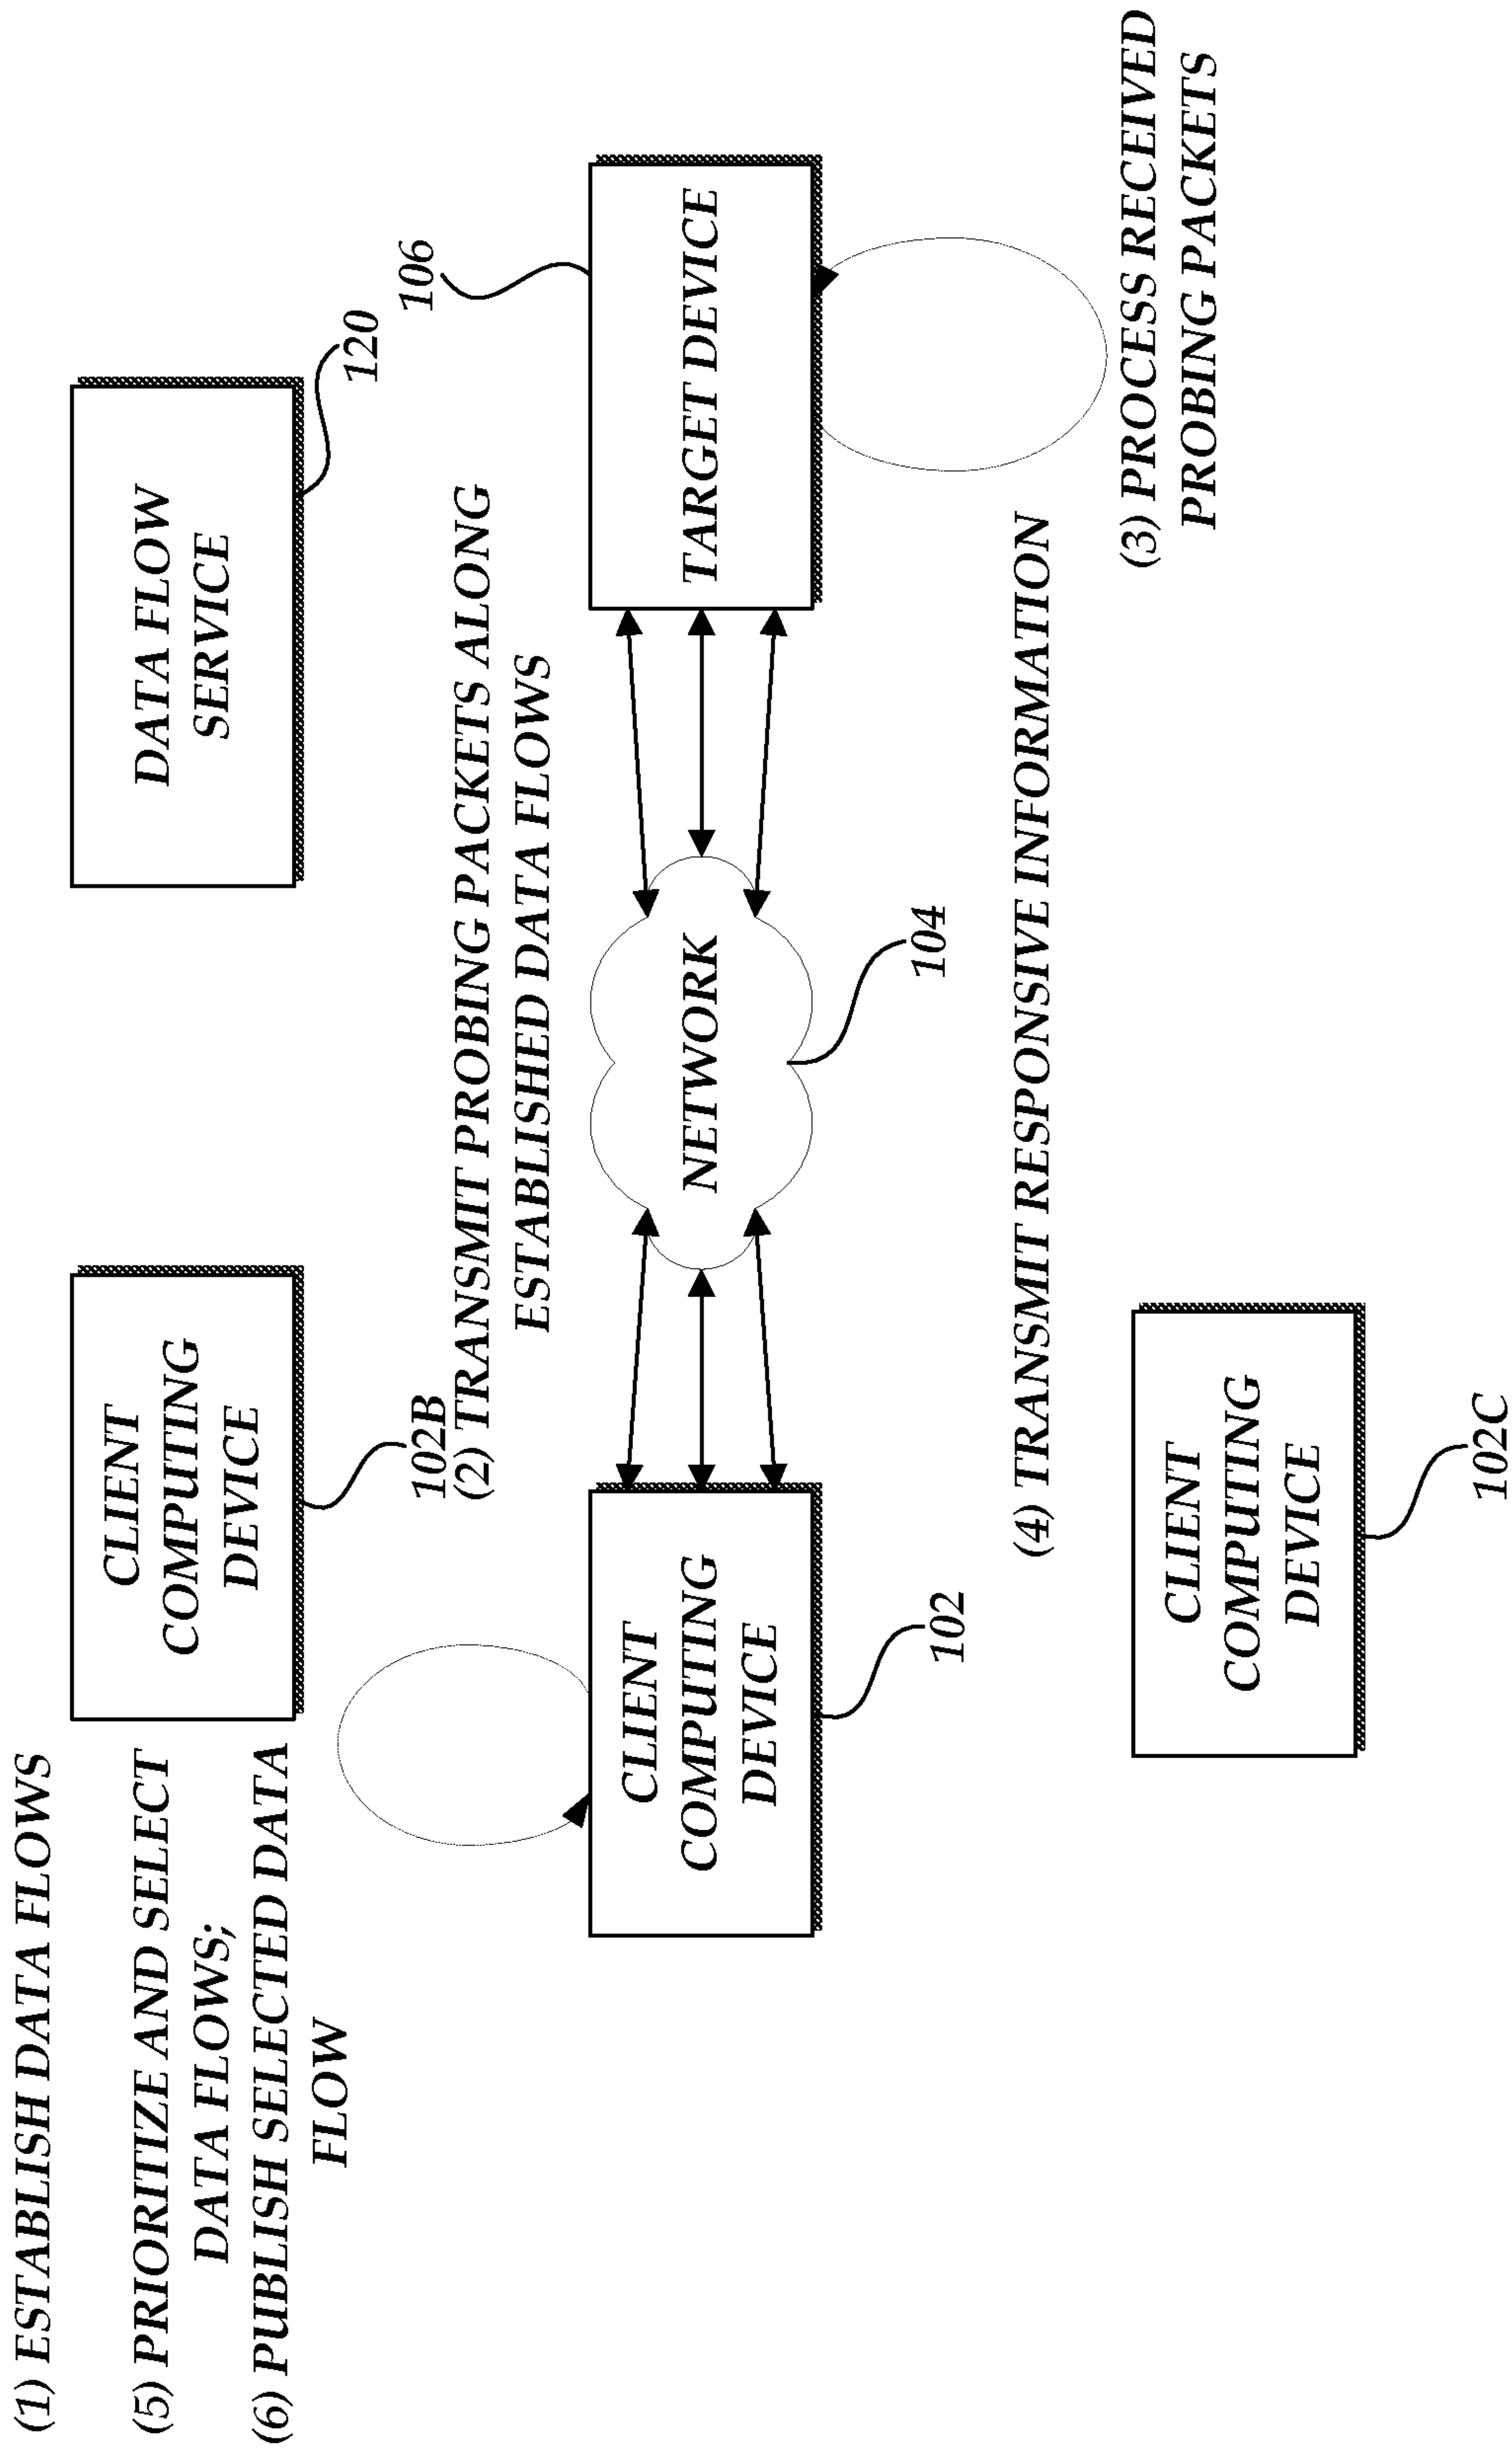 (1) ESTABLISH DATA FLOWS
(5) PRIORITIZE AND SELECT
DATA FLOWS;
(6) PUBLISH SELECTED DATA
FLOW
CLIENT
COMPUTING
DEVICE
102B
DATA FLOW
SERVICE
120
(2) TRANSMIT PROBING PACKETS ALONG
ESTABLISHED DATA FLOWS
106
CLIENT
COMPUTING
DEVICE
102
NETWORK
104
TARGET DEVICE
(4) TRANSMIT RESPONSIVE INFORMATION
(3) PROCESS RECEIVED
PROBING PACKETS
CLIENT
COMPUTING
DEVICE
102C